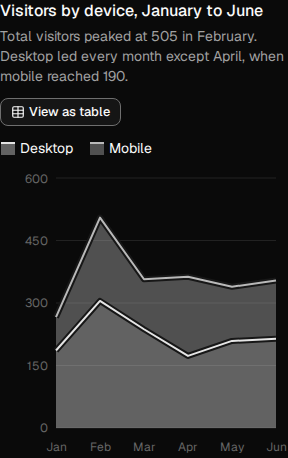 Visitors by device, January to June
Total visitors peaked at 505 in February.
Desktop led every month except April, when
mobile reached 190.
View as table
Desktop Mobile
600
450
300
150
0
Jan Feb Mar Apr May Jun